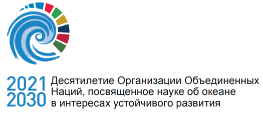 2021
2030
Десятилетие Организации Объединенных
Наций, посвященное науке об океане
в интересах устойчивого развития